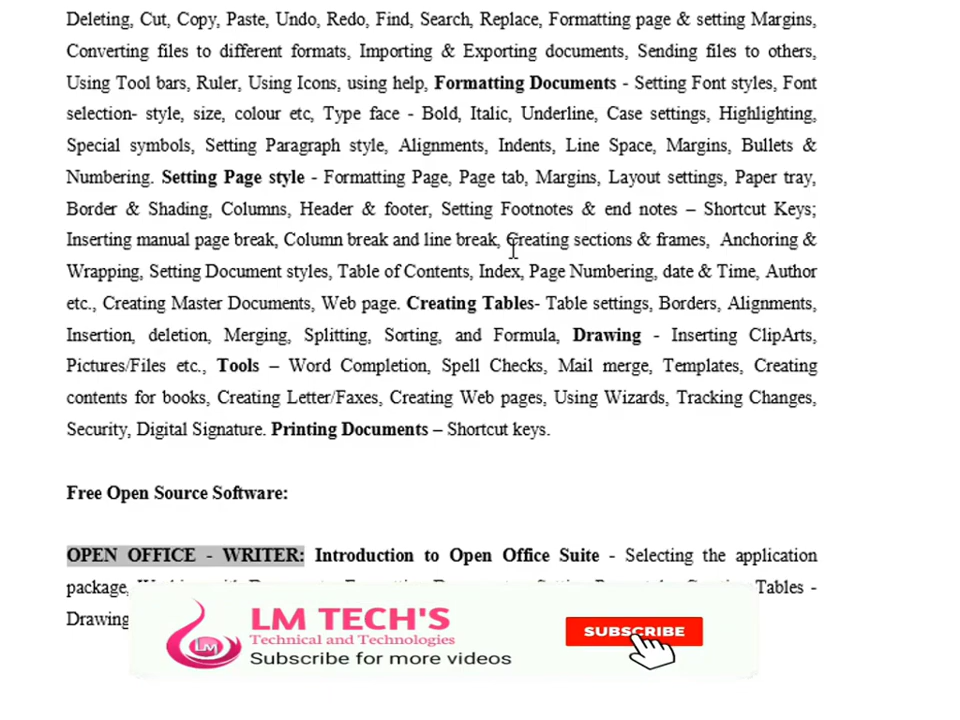 Deleting, Cut, Copy, Paste, Undo, Redo, Find, Search, Replace, Formatting page & setting Margins,
Converting files to different formats, Importing & Exporting documents, Sending files to others,
Using Tool bars, Ruler, Using Icons, using help, Formatting Documents - Setting Font styles, Font
selection- style, size, colour etc, Type face - Bold, Italic, Underline, Case settings, Highlighting,
Special symbols, Setting Paragraph style, Alignments, Indents, Line Space, Margins, Bullets &
Numbering. Setting Page style - Formatting Page, Page tab, Margins, Layout settings, Paper tray,
Border & Shading, Columns, Header & footer, Setting Footnotes & end notes – Shortcut Keys;
Inserting manual page break, Column break and line break, Creating sections & frames, Anchoring &
Wrapping, Setting Document styles, Table of Contents, Index, Page Numbering, date & Time, Author
etc., Creating Master Documents, Web page. Creating Tables- Table settings, Borders, Alignments,
Insertion, deletion, Merging, Splitting, Sorting, and Formula, Drawing - Inserting ClipArts,
Pictures/Files etc., Tools – Word Completion, Spell Checks, Mail merge, Templates, Creating
contents for books, Creating Letter/Faxes, Creating Web pages, Using Wizards, Tracking Changes,
Security, Digital Signature. Printing Documents – Shortcut keys.
Free Open Source Software:
OPEN OFFICE - WRITER: Introduction to Open Office Suite - Selecting the application
package, Tables -
Drawing
LM TECH'S
Technical and Technologies
Subscribe for more videos
LM
SUBSCRIBE